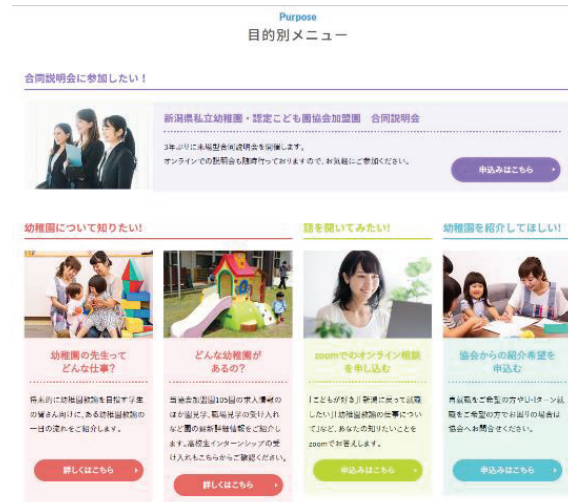 Purpose
目的別メニュー
合同説明会に参加したい！
新潟県私立幼稚園・認定こども園協会加盟園　合同説明会
3年ぶりに来場型合同説明会を開催します。
オンラインでの説明会も随時行っておりますので、お気軽にご参加ください。
申込みはこちら
幼稚園について知りたい!
幼稚園の先生って
どんな仕事?
将来的に幼稚園教諭を目指す学生
の皆さん向けに、ある幼稚園教諭の
一日の流れをご紹介します。
詳しくはこちら
どんな幼稚園が
あるの?
当協会加盟園105園の求人情報の
ほか園見学、職場見学の受け入れ
など園の最新詳細情報をご紹介し
ます。高校生インターンシップの受
け入れもこちらからご確認ください。
詳しくはこちら
話を聞いてみたい!
zoomでのオンライン相談
を申し込む
「こどもが好き」「新潟に戻って就職
したい」「幼稚園教諭の仕事につい
て」など、あなたの知りたいことを
zoomでお答えします。
申込みはこちら
幼稚園を紹介してほしい!
協会からの紹介希望を
申込む
再就職をご希望の方やU・Iターン就
職をご希望の方でお困りの場合は
協会へお問合せください。
申込みはこちら